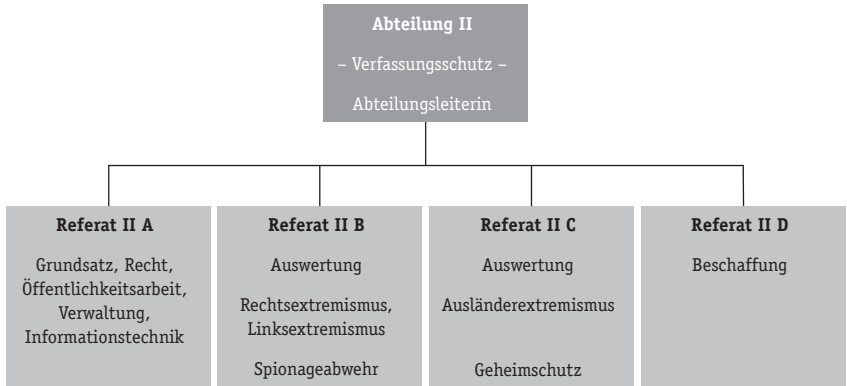 Abteilung II
– Verfassungsschutz –
Abteilungsleiterin
Referat II A
Grundsatz, Recht,
Öffentlichkeitsarbeit,
Verwaltung,
Informationstechnik
Referat II B
Auswertung
Rechtsextremismus,
Linksextremismus
Spionageabwehr
Referat II C
Auswertung
Ausländerextremismus
Geheimschutz
Referat II D
Beschaffung